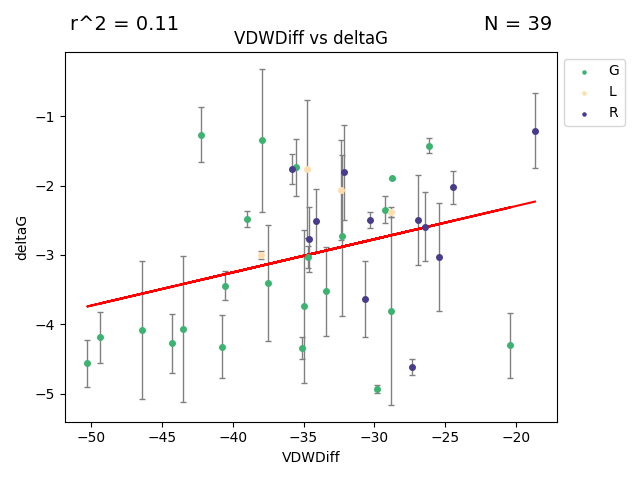 r^2 = 0.11
N = 39
VDWDiff vs deltaG
G
L
R
−1
−2
−3
−4
−5
deltaG
−50
−45
−40
−35
−30
−25
−20
VDWDiff